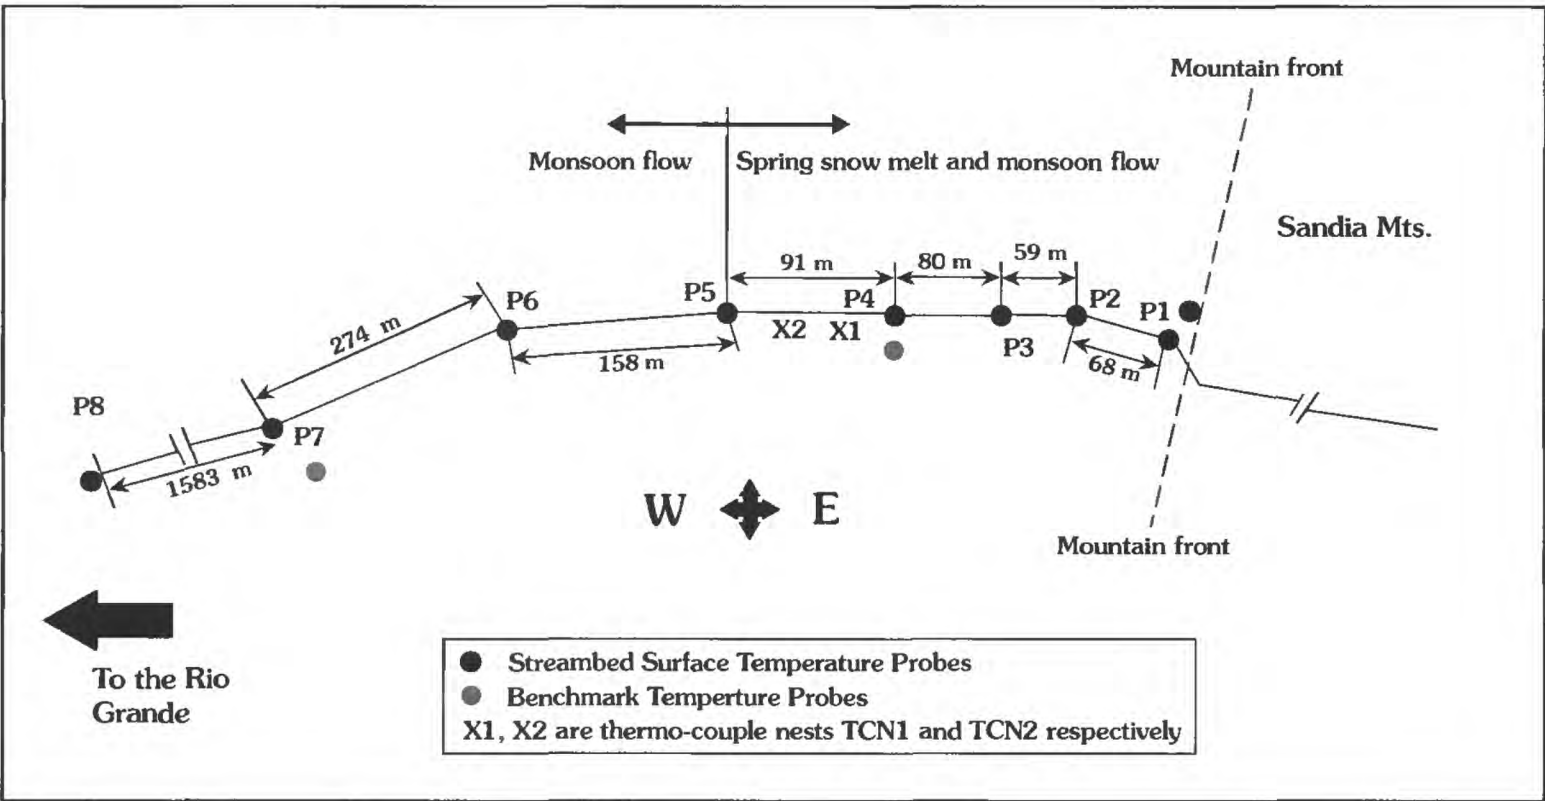 Mountain front
Monsoon flow
Spring snow melt and monsoon flow
Sandia Mts.
91 m
80 m
59 m
P5
P4
P2
P1
P6
X2
X1
P3
274 m
158 m
68 m
P8
P7
1583 m
W
E
Mountain front
To the Rio
Grande
Streambed Surface Temperature Probes
Benchmark Temperture Probes
X1, X2 are thermo-couple nests TCN1 and TCN2 respectively